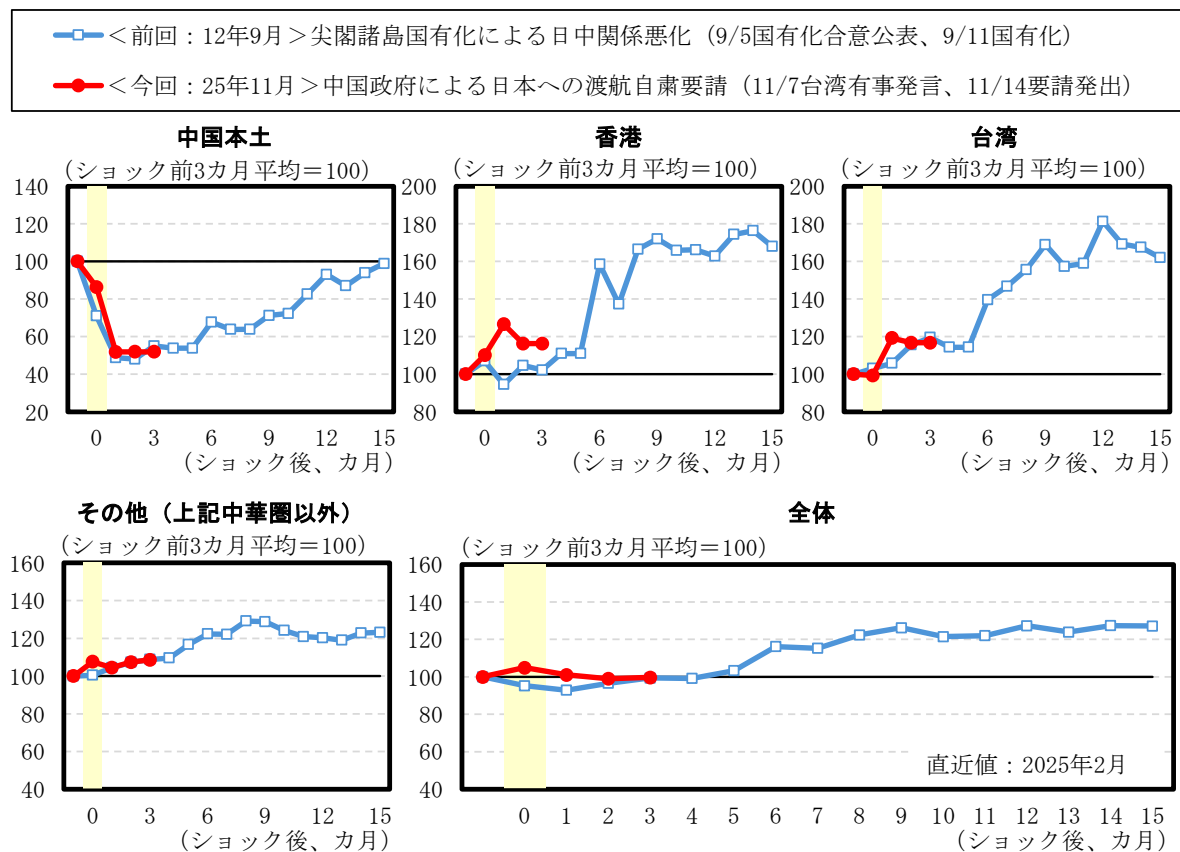 ＜前回：12年9月＞尖閣諸島国有化による日中関係悪化（9/5国有化合意公表、9/11国有化）
＜今回：25年11月＞中国政府による日本への渡航自粛要請（11/7台湾有事発言、11/14要請発出）
中国本土
（ショック前3カ月平均＝100）
140
120
100
80
60
40
20
0 3 6 9 12 15
（ショック後、カ月）
香港
（ショック前3カ月平均＝100）
200
180
160
140
120
100
80
0 3 6 9 12 15
（ショック後、カ月）
台湾
（ショック前3カ月平均＝100）
200
180
160
140
120
100
80
0 3 6 9 12 15
（ショック後、カ月）
その他（上記中華圏以外）
（ショック前3カ月平均＝100）
160
140
120
100
80
60
40
0 3 6 9 12 15
（ショック後、カ月）
全体
（ショック前3カ月平均＝100）
160
140
120
100
80
60
40
直近値：2025年2月
0 1 2 3 4 5 6 7 8 9 10 11 12 13 14 15
（ショック後、カ月）